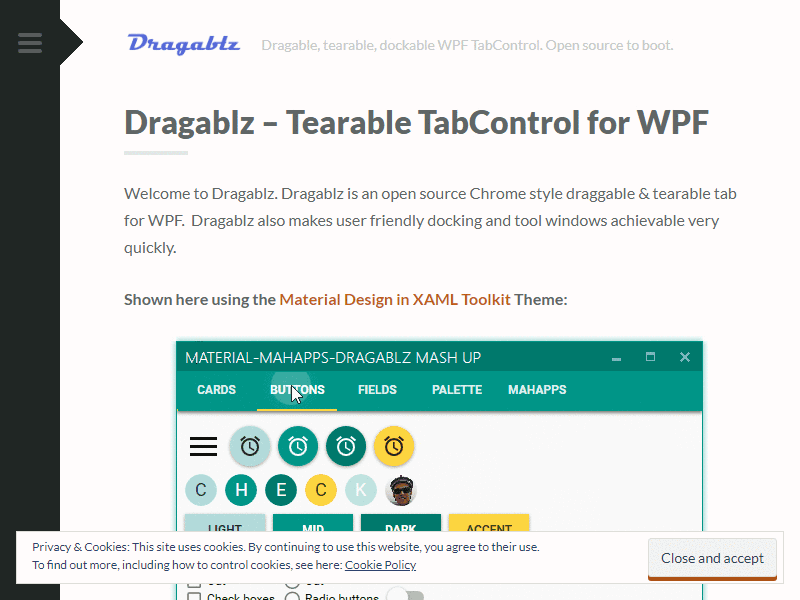 Dragablz
Dragable, tearable, dockable WPF TabControl. Open source to boot.
Dragablz – Tearable TabControl for WPF
Welcome to Dragablz. Dragablz is an open source Chrome style draggable & tearable tab
for WPF.  Dragablz also makes user friendly docking and tool windows achievable very
quickly.
Shown here using the Material Design in XAML Toolkit Theme:
MATERIAL-MAHAPPS-DRAGABLZ MASH UP
CARDS BUTTONS FIELDS PALETTE MAHAPPS
C H E C K
LIGHT MID DARK ACCENT
Privacy & Cookies: This site uses cookies. By continuing to use this website, you agree to their use.
To find out more, including how to control cookies, see here: Cookie Policy
Close and accept
Check boxes Radio buttons